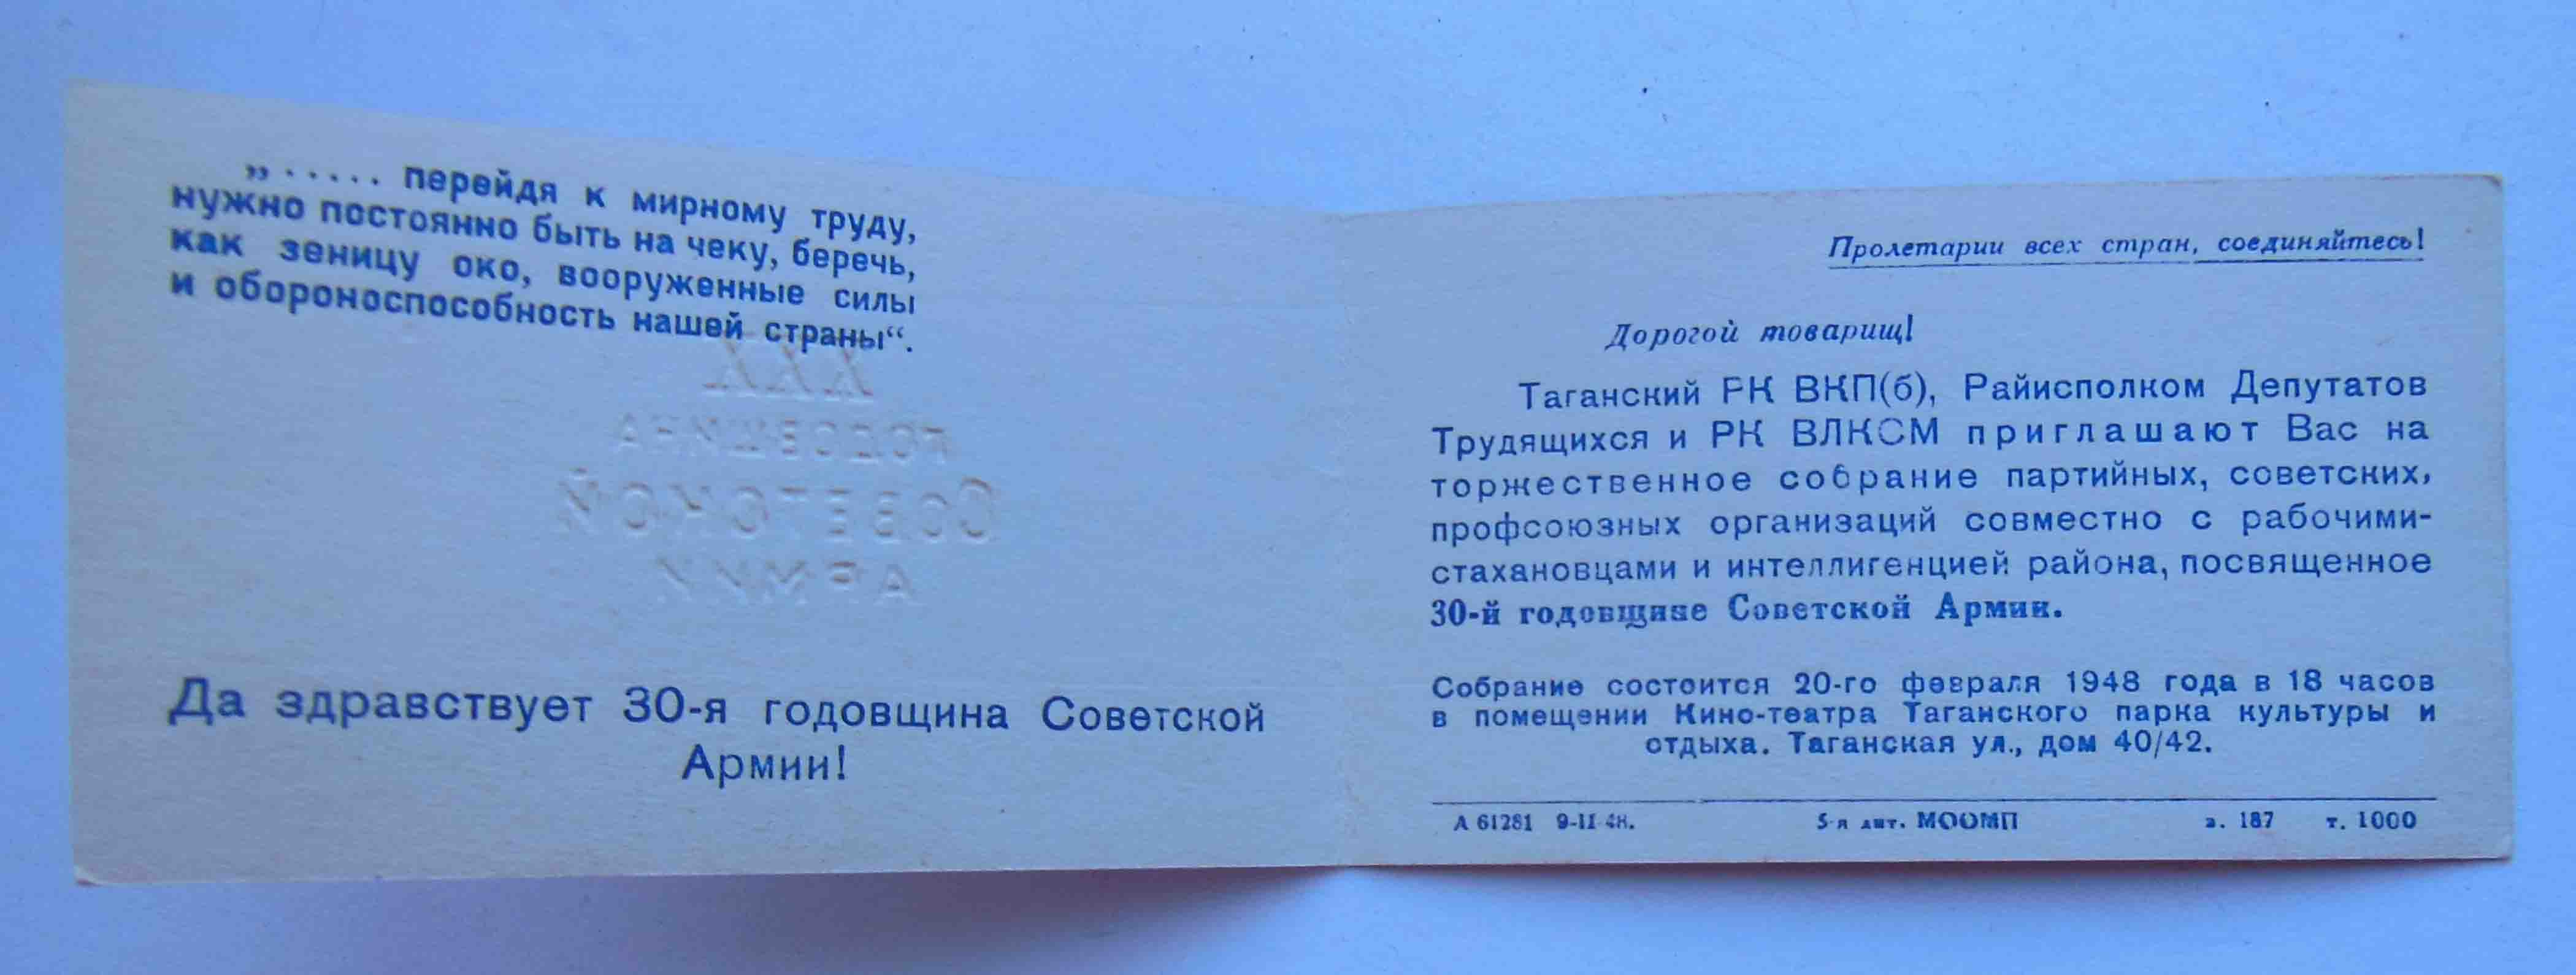 „ ..... перейдя к мирному труду,
нужно постоянно быть на чеку, беречь,
как зеницу око, вооруженные силы
и обороноспособность нашей страны“.
XXX
ГОДОВЩИНА
СОВЕТСКОЙ
АРМИИ
Да здравствует 30-я годовщина Советской
Армии!
Пролетарии всех стран, соединяйтесь!
Дорогой товарищ!
Таганский РК ВКП(б), Райисполком Депутатов
Трудящихся и РК ВЛКСМ приглашают Вас на
торжественное собрание партийных, советских,
профсоюзных организаций совместно с рабочими-
стахановцами и интеллигенцией района, посвященное
30-й годовщине Советской Армии.
Собрание состоится 20-го февраля 1948 года в 18 часов
в помещении Кино-театра Таганского парка культуры и
отдыха. Таганская ул., дом 40/42.
А 61281 9-II 48. 5-я лит. МООМП з. 187 т. 1000